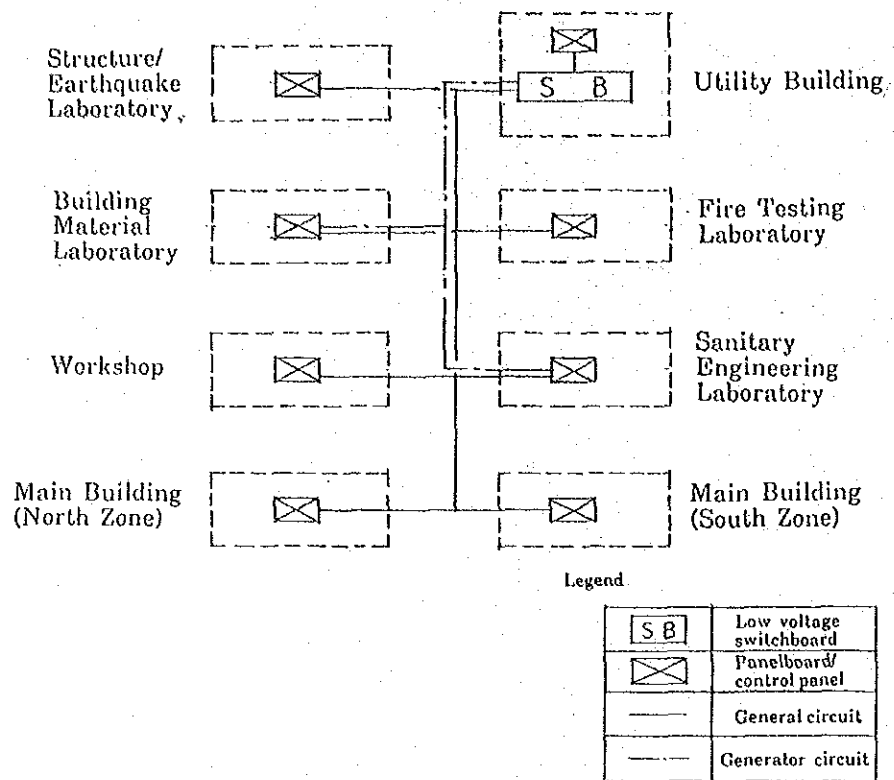 Structure/
Earthquake
Laboratory
S B
Utility Building
Building
Material
Laboratory
Fire Testing
Laboratory
Workshop
Sanitary
Engineering
Laboratory
Main Building
(North Zone)
Main Building
(South Zone)
Legend
S B
Low voltage
switchboard
Panelboard/
control panel
General circuit
Generator circuit